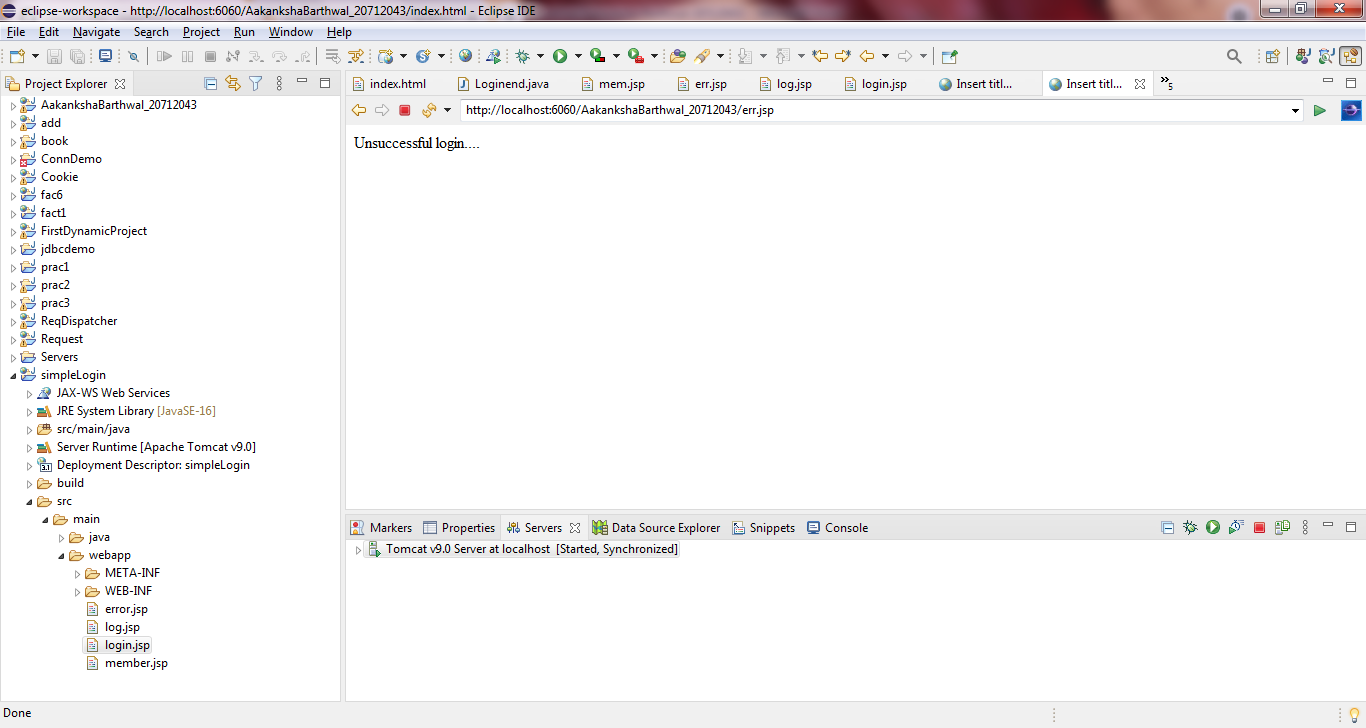 eclipse-workspace - http://localhost:6060/AakankshaBarthwal_20712043/index.html - Eclipse IDE
File Edit Navigate Search Project Run Window Help
Project Explorer
index.html Loginend.java mem.jsp err.jsp log.jsp login.jsp Insert titl... Insert titl... 5
http://localhost:6060/AakankshaBarthwal_20712043/err.jsp
Unsuccessful login....
AakankshaBarthwal_20712043
add
book
ConnDemo
Cookie
fac6
fact1
FirstDynamicProject
jdbcdemo
prac1
prac2
prac3
ReqDispatcher
Request
Servers
simpleLogin
JAX-WS Web Services
JRE System Library [JavaSE-16]
src/main/java
Server Runtime [Apache Tomcat v9.0]
Deployment Descriptor: simpleLogin
build
src
main
java
webapp
META-INF
WEB-INF
error.jsp
log.jsp
login.jsp
member.jsp
Markers Properties Servers Data Source Explorer Snippets Console
Tomcat v9.0 Server at localhost [Started, Synchronized]
Done